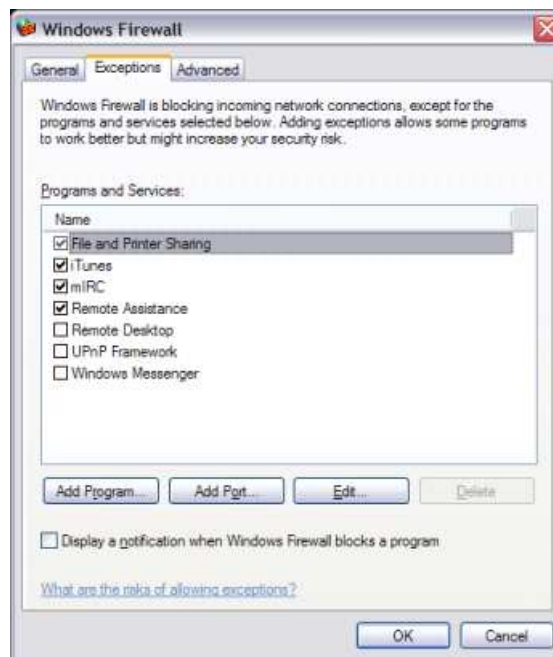 Windows Firewall
General Exceptions Advanced
Windows Firewall is blocking incoming network connections, except for the
programs and services selected below. Adding exceptions allows some programs
to work better but might increase your security risk.
Programs and Services:
Name
File and Printer Sharing
iTunes
mIRC
Remote Assistance
Remote Desktop
UPnP Framework
Windows Messenger
Add Program... Add Port... Edit... Delete
Display a notification when Windows Firewall blocks a program
What are the risks of allowing exceptions?
OK Cancel